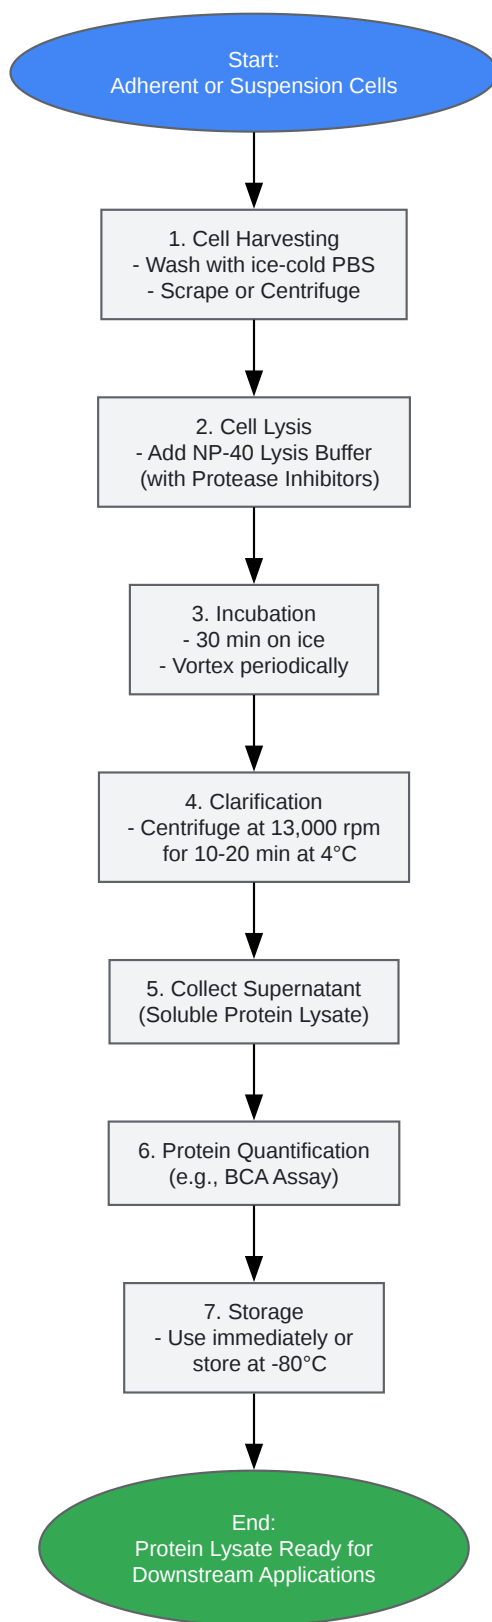 Start:
Adherent or Suspension Cells
1. Cell Harvesting
- Wash with ice-cold PBS
- Scrape or Centrifuge
2. Cell Lysis
- Add NP-40 Lysis Buffer
(with Protease Inhibitors)
3. Incubation
- 30 min on ice
- Vortex periodically
4. Clarification
- Centrifuge at 13,000 rpm
for 10-20 min at 4°C
5. Collect Supernatant
(Soluble Protein Lysate)
6. Protein Quantification
(e.g., BCA Assay)
7. Storage
- Use immediately or
store at -80°C
End:
Protein Lysate Ready for
Downstream Applications